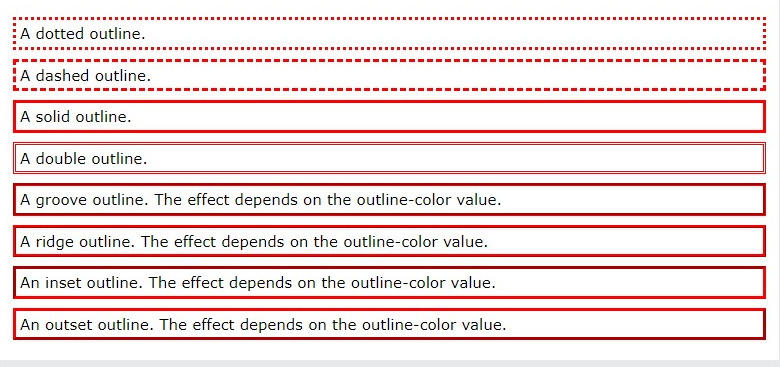 A dotted outline.
A dashed outline.
A solid outline.
A double outline.
A groove outline. The effect depends on the outline-color value.
A ridge outline. The effect depends on the outline-color value.
An inset outline. The effect depends on the outline-color value.
An outset outline. The effect depends on the outline-color value.